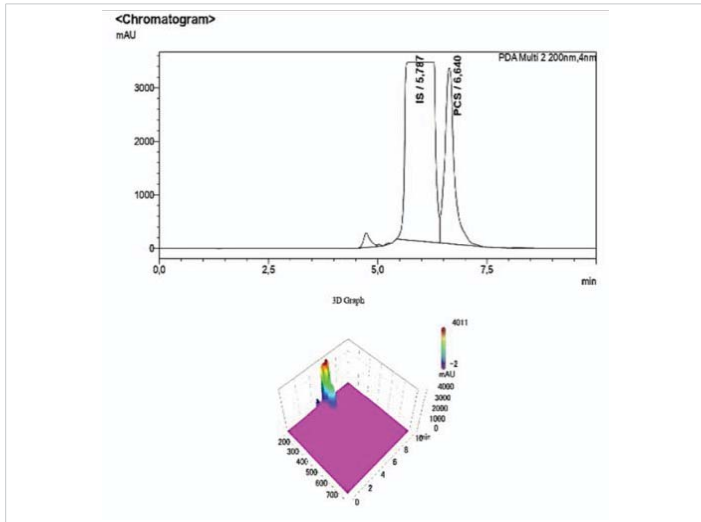 <Chromatogram>
mAU
PDA Multi 2 200nm,4nm
IS / 5,787
PCS / 6,640
3000
2000
1000
0
0,0 2,5 5,0 7,5
min
3D Graph
4011
-2
mAU
4000
3000
2000
1000
0
200
300
400
500
600
700
0
2
4
6
8
10
min